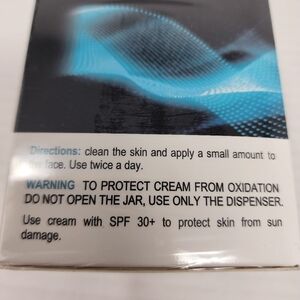 Directions: clean the skin and apply a small amount to
the face. Use twice a day.
WARNING TO PROTECT CREAM FROM OXIDATION
DO NOT OPEN THE JAR, USE ONLY THE DISPENSER.
Use cream with SPF 30+ to protect skin from sun
damage.